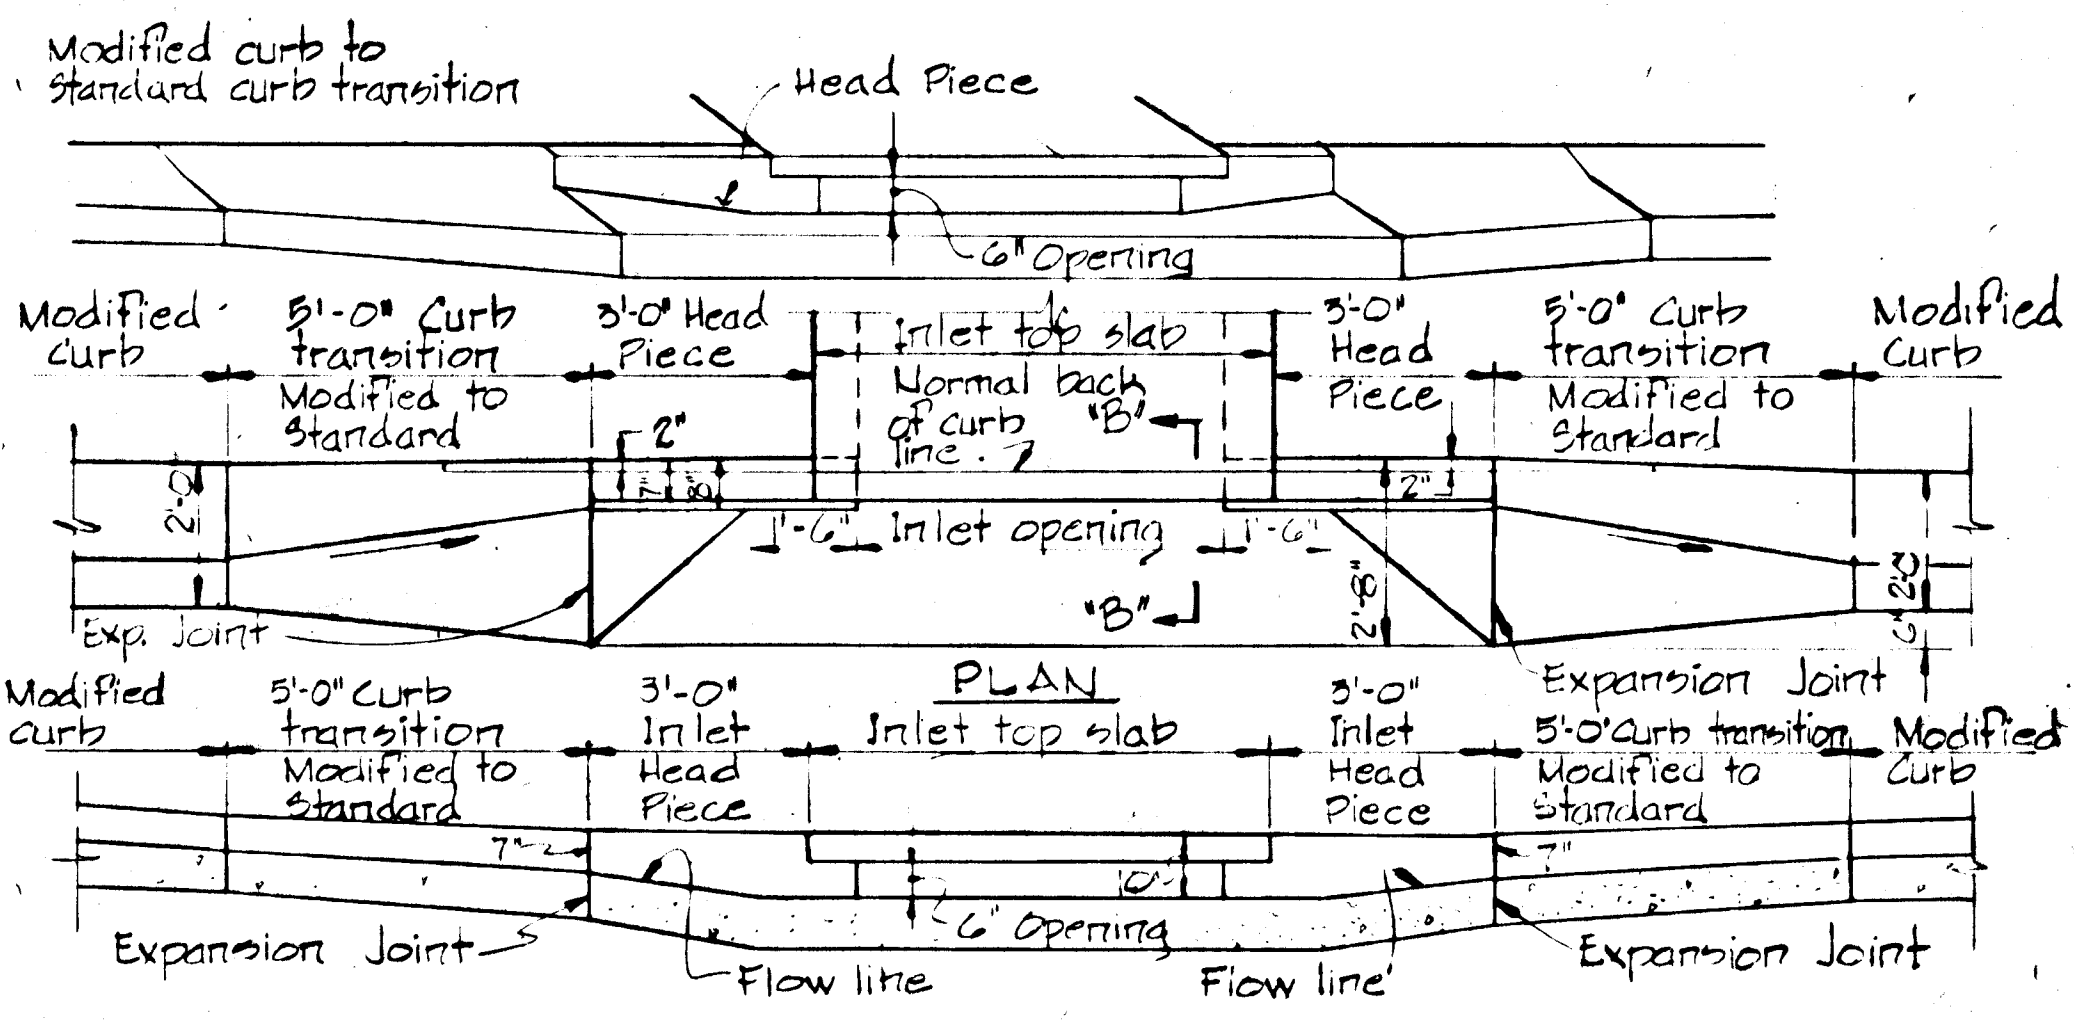 Modified curb to
Standard curb transition
Head Piece
6" Opening
Modified
Curb
5'-0" Curb
transition
Modified to
Standard
3'-0" Head
Piece
Inlet top slab
Normal back
of curb
line.
"B"
3'-0"
Head
Piece
5'-0" Curb
transition
Modified to
Standard
Modified
Curb
2"
2'-0
7"
8"
2"
1'-6"
Inlet opening
1'-6"
2'-8"
"B"
2'-0
6"
Exp. Joint
PLAN
Expansion Joint
Modified
curb
5'-0" Curb
transition
Modified to
Standard
3'-0"
Inlet
Head
Piece
Inlet top slab
3'-0"
Inlet
Head
Piece
5'-0" Curb transition
Modified to
Standard
Modified
Curb
7"
10"
7"
6" Opening
Expansion Joint
Flow line
Flow line
Expansion Joint